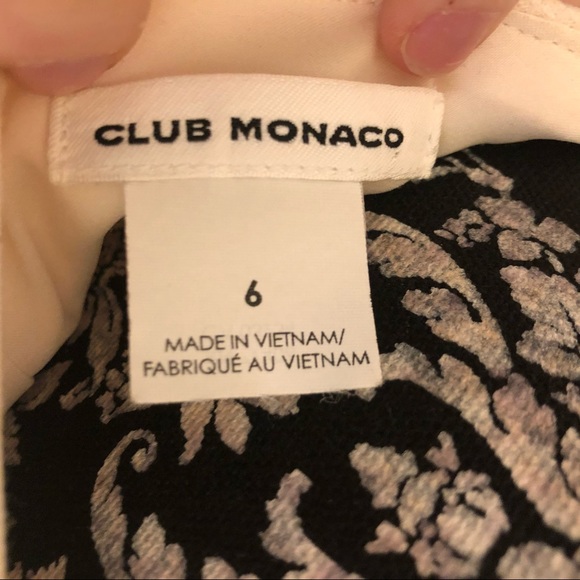 CLUB MONACO
6
MADE IN VIETNAM/
FABRIQUÉ AU VIETNAM